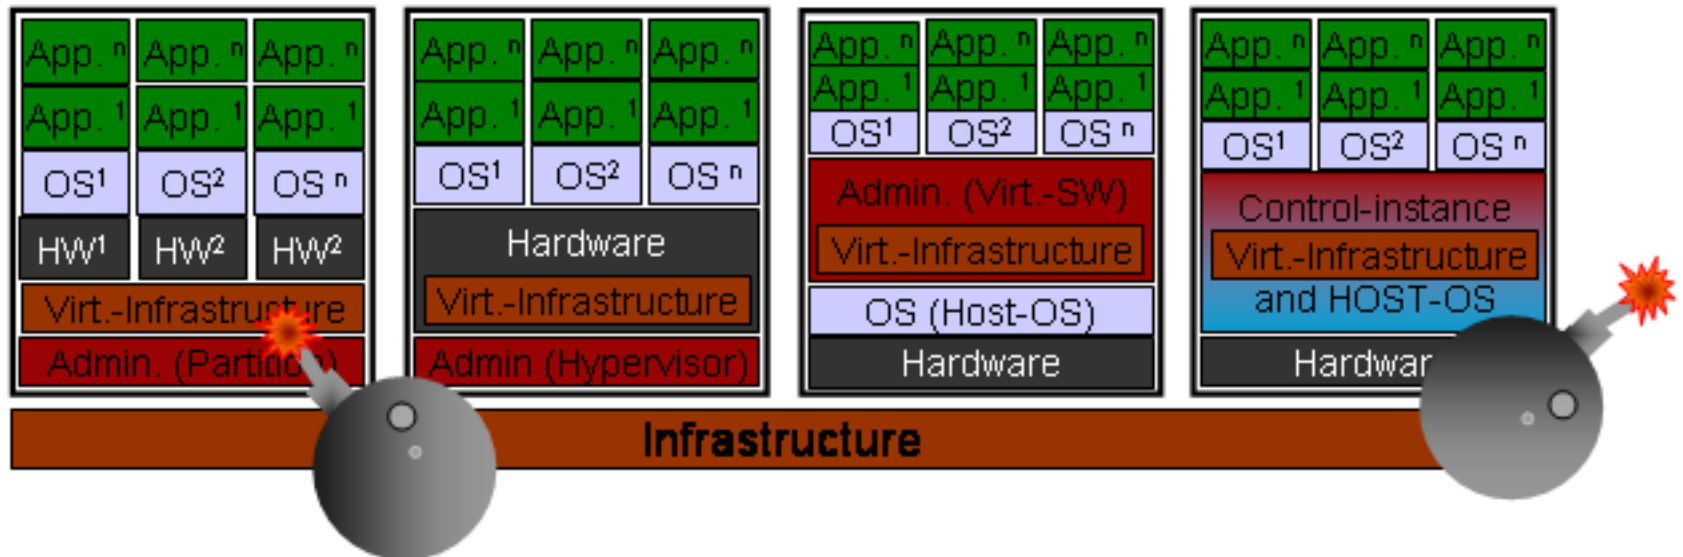 App. ⁿ App. ⁿ App. ⁿ
App. ¹ App. ¹ App. ¹
OS¹ OS² OS ⁿ
HW¹ HW² HW²
Virt.-Infrastructure
Admin. (Partitio)
App. ⁿ App. ⁿ App. ⁿ
App. ¹ App. ¹ App. ¹
OS¹ OS² OS ⁿ
Hardware
Virt.-Infrastructure
Admin (Hypervisor)
App. ⁿ App. ⁿ App. ⁿ
App. ¹ App. ¹ App. ¹
OS¹ OS² OS ⁿ
Admin. (Virt.-SW)
Virt.-Infrastructure
OS (Host-OS)
Hardware
App. ⁿ App. ⁿ App. ⁿ
App. ¹ App. ¹ App. ¹
OS¹ OS² OS ⁿ
Control-instance
Virt.-Infrastructure
and HOST-OS
Hardwar
Infrastructure